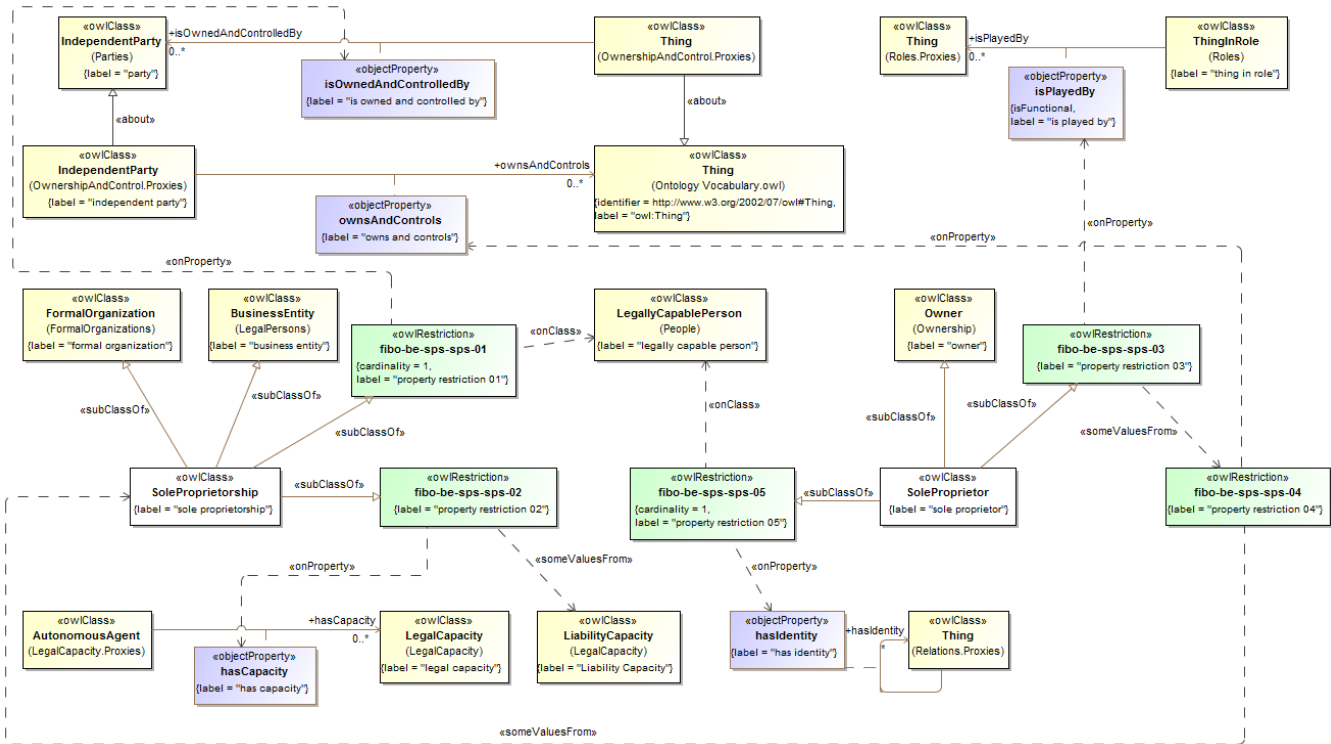 «owlClass»
IndependentParty
(Parties)
{label = "party"}
+isOwnedAndControlledBy
0..*
«objectProperty»
isOwnedAndControlledBy
{label = "is owned and controlled by"}
«owlClass»
Thing
(OwnershipAndControl.Proxies)
«owlClass»
Thing
(Roles.Proxies)
+isPlayedBy
0..*
«objectProperty»
isPlayedBy
{isFunctional,
label = "is played by"}
«owlClass»
ThingInRole
(Roles)
{label = "thing in role"}
«about»
«about»
«owlClass»
IndependentParty
(OwnershipAndControl.Proxies)
{label = "independent party"}
+ownsAndControls
0..*
«objectProperty»
ownsAndControls
{label = "owns and controls"}
«owlClass»
Thing
(Ontology Vocabulary.owl)
{identifier = http://www.w3.org/2002/07/owl#Thing,
label = "owl:Thing"}
«onProperty»
«onProperty»
«onProperty»
«owlClass»
FormalOrganization
(FormalOrganizations)
{label = "formal organization"}
«owlClass»
BusinessEntity
(LegalPersons)
{label = "business entity"}
«owlRestriction»
fibo-be-sps-sps-01
{cardinality = 1,
label = "property restriction 01"}
«onClass»
«owlClass»
LegallyCapablePerson
(People)
{label = "legally capable person"}
«owlClass»
Owner
(Ownership)
{label = "owner"}
«owlRestriction»
fibo-be-sps-sps-03
{label = "property restriction 03"}
«subClassOf»
«subClassOf»
«subClassOf»
«onClass»
«subClassOf»
«subClassOf»
«someValuesFrom»
«owlClass»
SoleProprietorship
{label = "sole proprietorship"}
«subClassOf»
«owlRestriction»
fibo-be-sps-sps-02
{label = "property restriction 02"}
«owlRestriction»
fibo-be-sps-sps-05
{cardinality = 1,
label = "property restriction 05"}
«subClassOf»
«owlClass»
SoleProprietor
{label = "sole proprietor"}
«owlRestriction»
fibo-be-sps-sps-04
{label = "property restriction 04"}
«onProperty»
«someValuesFrom»
«onProperty»
«owlClass»
AutonomousAgent
(LegalCapacity.Proxies)
+hasCapacity
0..*
«objectProperty»
hasCapacity
{label = "has capacity"}
«owlClass»
LegalCapacity
(LegalCapacity)
{label = "legal capacity"}
«owlClass»
LiabilityCapacity
(LegalCapacity)
{label = "Liability Capacity"}
«objectProperty»
hasIdentity
{label = "has identity"}
+hasIdentity
*
«owlClass»
Thing
(Relations.Proxies)
«someValuesFrom»